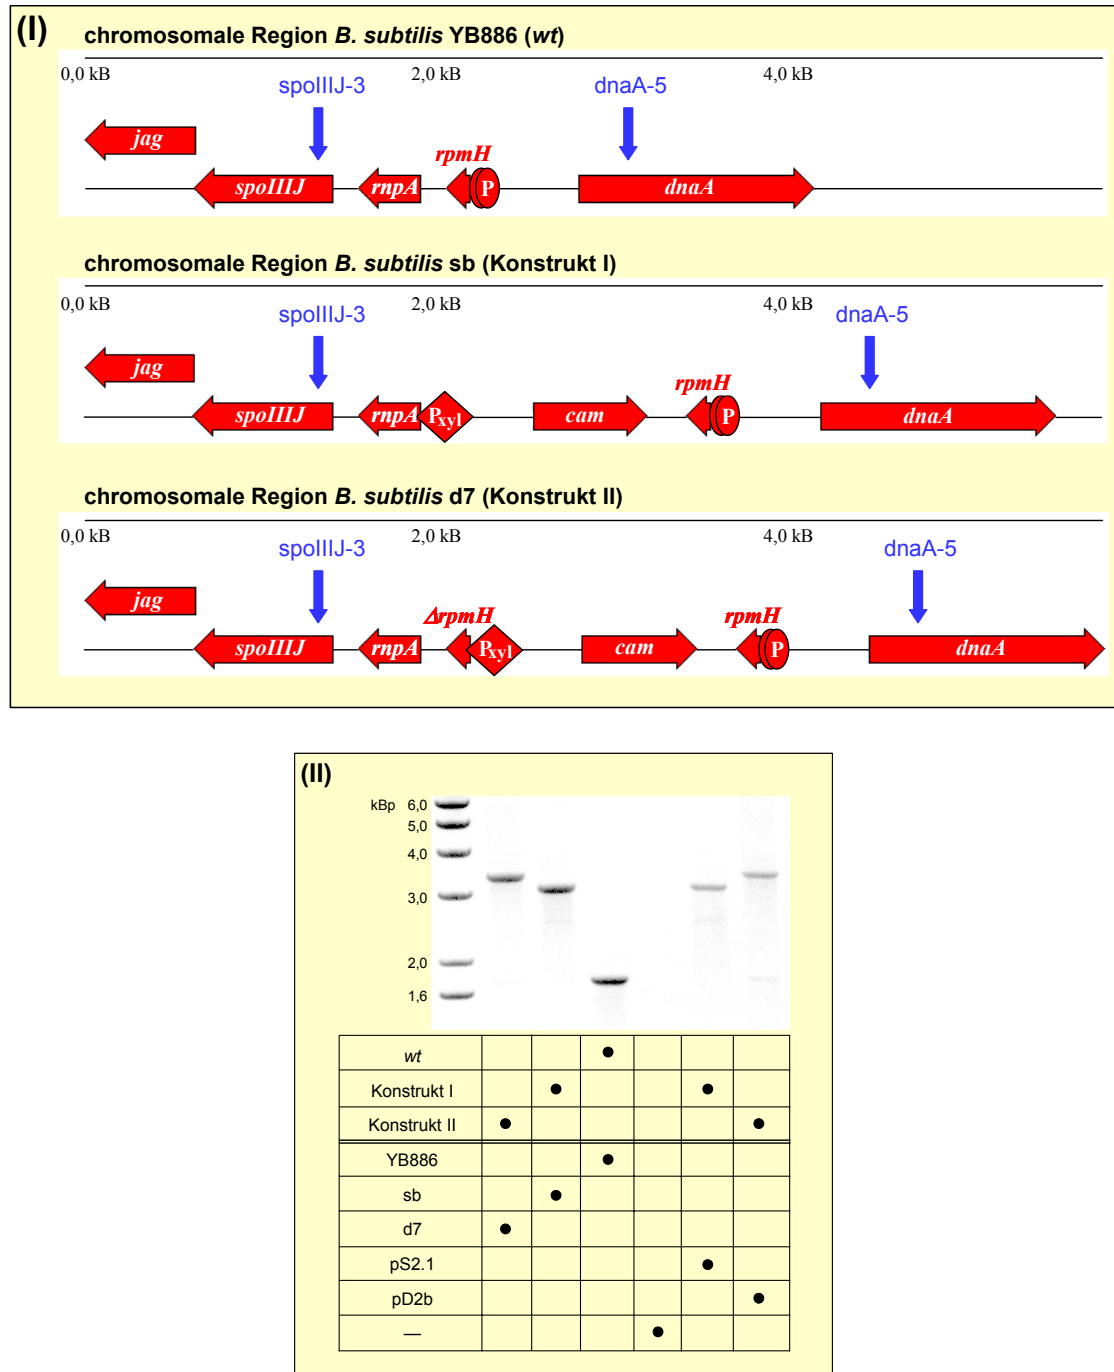 (I)
chromosomale Region B. subtilis YB886 (wt)
0,0 kB 2,0 kB 4,0 kB
spoIIIJ-3 dnaA-5
jag
rpmH
spoIIIJ rnpA P dnaA
chromosomale Region B. subtilis sb (Konstrukt I)
0,0 kB 2,0 kB 4,0 kB
spoIIIJ-3 dnaA-5
jag
rpmH
spoIIIJ rnpA Pxyl cam P dnaA
chromosomale Region B. subtilis d7 (Konstrukt II)
0,0 kB 2,0 kB 4,0 kB
spoIIIJ-3 dnaA-5
jag
ΔrpmH rpmH
spoIIIJ rnpA Pxyl cam P dnaA
(II)
kBp 6,0
5,0
4,0
3,0
2,0
1,6
wt
Konstrukt I
Konstrukt II
YB886
sb
d7
pS2.1
pD2b
—